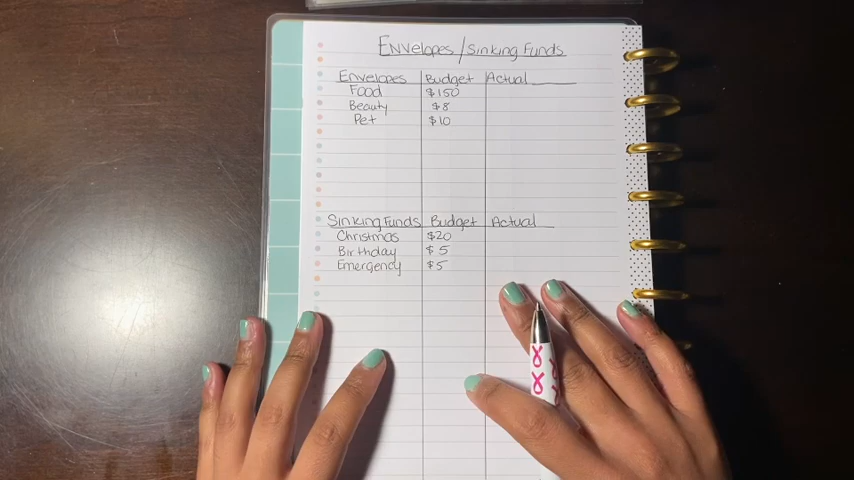 Envelopes/Sinking Funds
Envelopes Budget Actual
Food $150
Beauty $8
Pet $10
Sinking Funds Budget Actual
Christmas $20
Birthday $5
Emergency $5